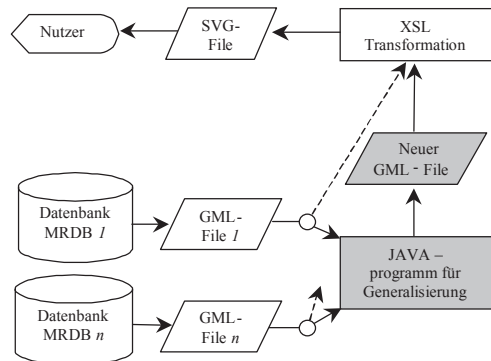 Nutzer
SVG-
File
XSL
Transformation
Neuer
GML - File
Datenbank
MRDB 1
GML-
File 1
JAVA –
programm für
Generalisierung
Datenbank
MRDB n
GML-
File n